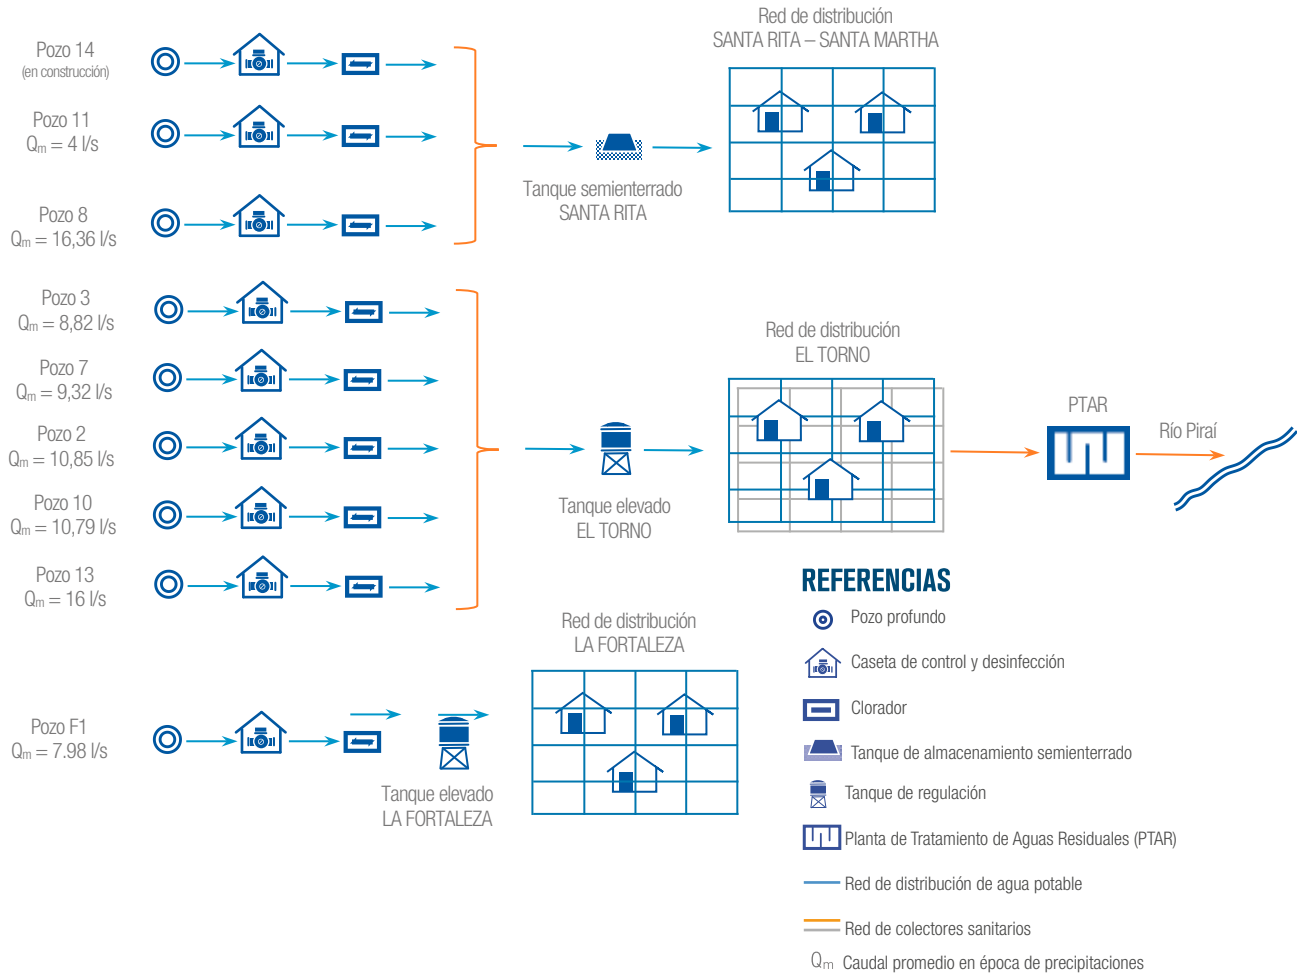 Red de distribución
SANTA RITA – SANTA MARTHA
Pozo 14
(en construcción)
Pozo 11
Qm = 4 l/s
Pozo 8
Qm = 16,36 l/s
Tanque semienterrado
SANTA RITA
Pozo 3
Qm = 8,82 l/s
Pozo 7
Qm = 9,32 l/s
Pozo 2
Qm = 10,85 l/s
Pozo 10
Qm = 10,79 l/s
Pozo 13
Qm = 16 l/s
Tanque elevado
EL TORNO
Red de distribución
EL TORNO
PTAR
Río Piraí
Pozo F1
Qm = 7.98 l/s
Tanque elevado
LA FORTALEZA
Red de distribución
LA FORTALEZA
REFERENCIAS
Pozo profundo
Caseta de control y desinfección
Clorador
Tanque de almacenamiento semienterrado
Tanque de regulación
Planta de Tratamiento de Aguas Residuales (PTAR)
Red de distribución de agua potable
Red de colectores sanitarios
Qm Caudal promedio en época de precipitaciones